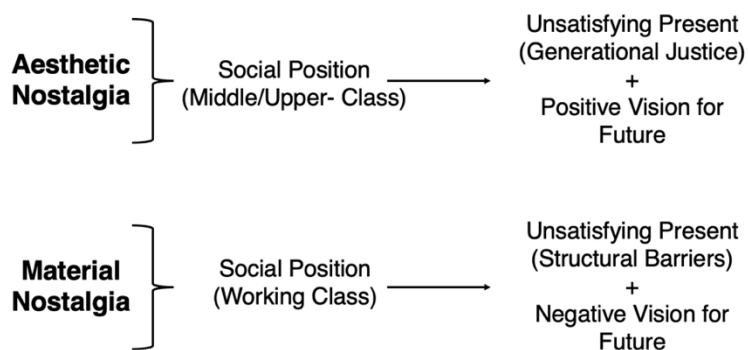 Aesthetic
Nostalgia
Social Position
(Middle/Upper- Class)
Unsatisfying Present
(Generational Justice)
+
Positive Vision for
Future
Material
Nostalgia
Social Position
(Working Class)
Unsatisfying Present
(Structural Barriers)
+
Negative Vision for
Future